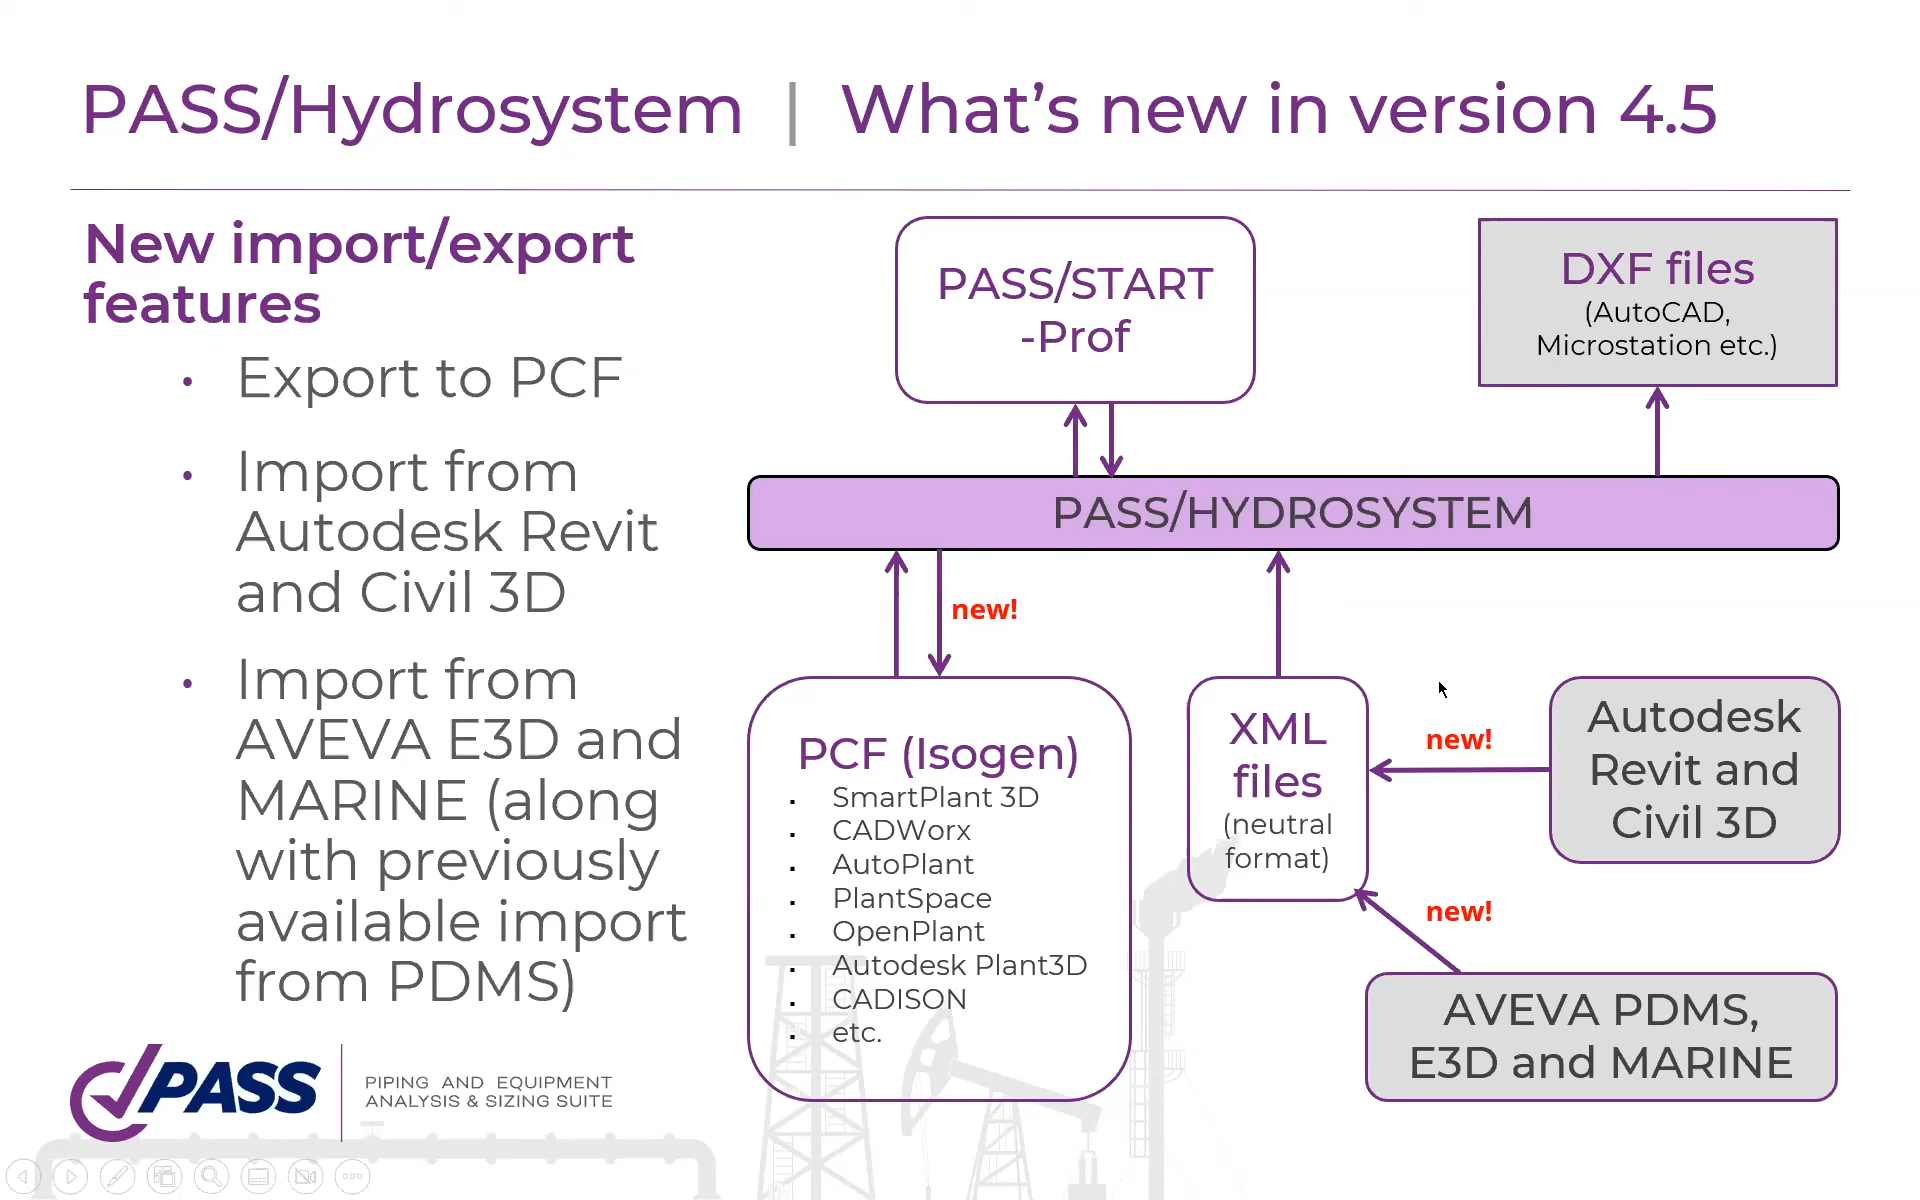 PASS/Hydrosystem | What's new in version 4.5
New import/export
features
• Export to PCF
• Import from
Autodesk Revit
and Civil 3D
• Import from
AVEVA E3D and
MARINE (along
with previously
available import
from PDMS)
PASS/START
-Prof
DXF files
(AutoCAD,
Microstation etc.)
PASS/HYDROSYSTEM
new!
PCF (Isogen)
▪ SmartPlant 3D
▪ CADWorx
▪ AutoPlant
▪ PlantSpace
▪ OpenPlant
▪ Autodesk Plant3D
▪ CADISON
▪ etc.
XML
files
(neutral
format)
new!
Autodesk
Revit and
Civil 3D
new!
AVEVA PDMS,
E3D and MARINE
PASS
PIPING AND EQUIPMENT
ANALYSIS & SIZING SUITE